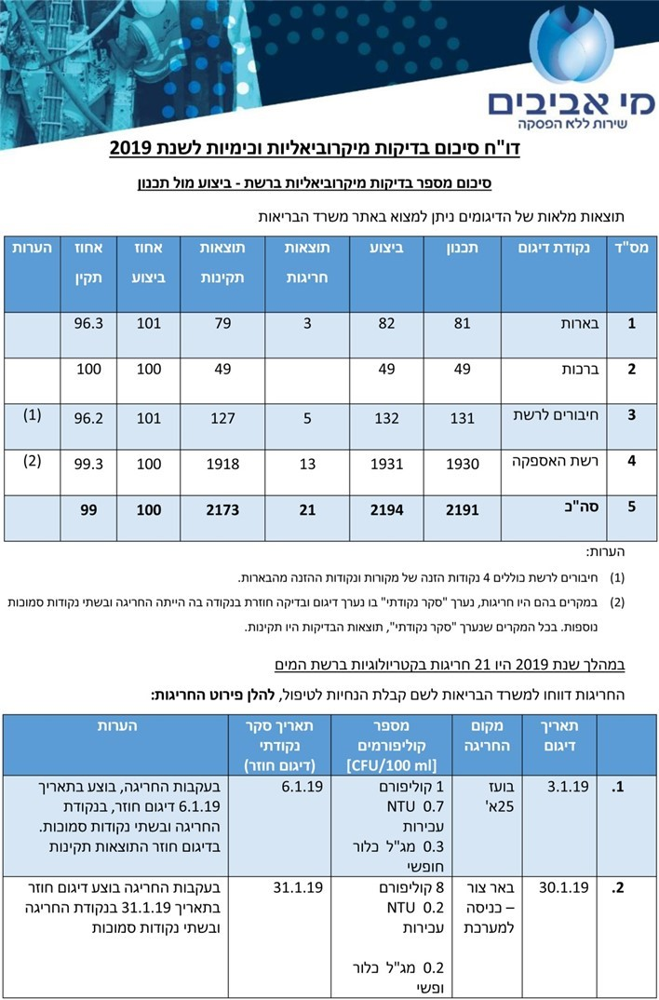 מי אביבים
שירות ללא הפסקה
דו"ח סיכום בדיקות מיקרוביאליות וכימיות לשנת 2019
סיכום מספר בדיקות מיקרוביאליות ברשת - ביצוע מול תכנון
תוצאות מלאות של הדיגומים ניתן למצוא באתר משרד הבריאות
מס"ד נקודת דיגום תכנון ביצוע תוצאות חריגות תוצאות תקינות אחוז ביצוע אחוז תקין הערות
1 בארות 81 82 3 79 101 96.3
2 ברכות 49 49 49 100 100
3 חיבורים לרשת 131 132 5 127 101 96.2 (1)
4 רשת האספקה 1930 1931 13 1918 100 99.3 (2)
5 סה"כ 2191 2194 21 2173 100 99
הערות:
(1) חיבורים לרשת כוללים 4 נקודות הזנה של מקורות ונקודות ההזנה מהבארות.
(2) במקרים בהם היו חריגות, נערך "סקר נקודתי" בו נערך דיגום ובדיקה חוזרת בנקודה בה הייתה החריגה ובשתי נקודות סמוכות
נוספות. בכל המקרים שנערך "סקר נקודתי", תוצאות הבדיקות היו תקינות.
במהלך שנת 2019 היו 21 חריגות בקטריולוגיות ברשת המים
החריגות דווחו למשרד הבריאות לשם קבלת הנחיות לטיפול, להלן פירוט החריגות:
תאריך
דיגום
מקום
החריגה
מספר
קוליפורמים
[CFU/100 ml]
תאריך סקר
נקודתי
(דיגום חוזר)
הערות
1.
3.1.19
בועז
25א'
1 קוליפורם
0.7 NTU
עכירות
0.3 מג"ל כלור
חופשי
6.1.19
בעקבות החריגה, בוצע בתאריך
6.1.19 דיגום חוזר, בנקודת
החריגה ובשתי נקודות סמוכות.
בדיגום חוזר התוצאות תקינות
2.
30.1.19
באר צור
– כניסה
למערכת
8 קוליפורם
0.2 NTU
עכירות
0.2 מג"ל כלור
ופשי
31.1.19
בעקבות החריגה בוצע דיגום חוזר
בתאריך 31.1.19 בנקודת החריגה
ובשתי נקודות סמוכות